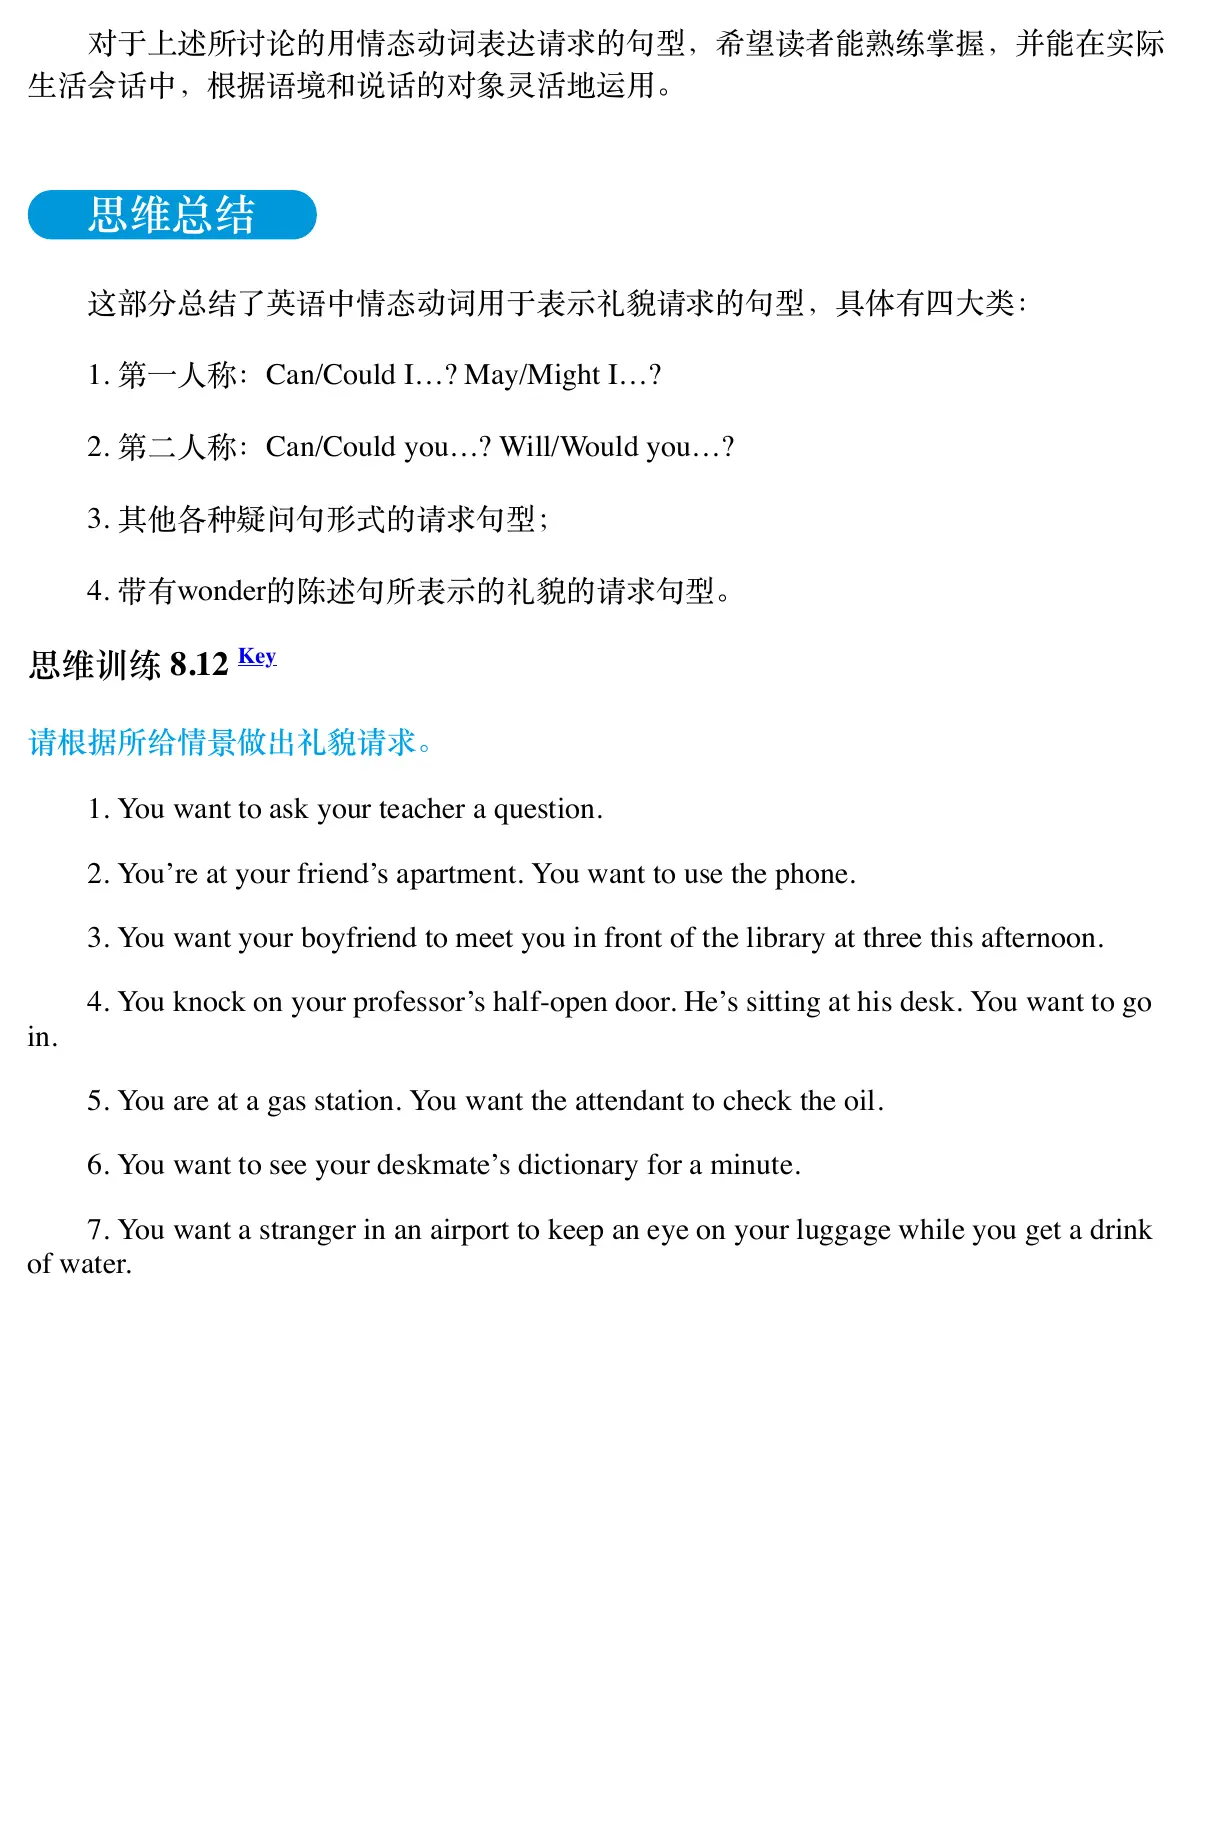 对于上述所讨论的用情态动词表达请求的句型，希望读者能熟练掌握，并能在实际
生活会话中，根据语境和说话的对象灵活地运用。
思维总结
这部分总结了英语中情态动词用于表示礼貌请求的句型，具体有四大类：
1. 第一人称：Can/Could I…? May/Might I…?
2. 第二人称：Can/Could you…? Will/Would you…?
3. 其他各种疑问句形式的请求句型；
4. 带有wonder的陈述句所表示的礼貌的请求句型。
思维训练 8.12 Key
请根据所给情景做出礼貌请求。
1. You want to ask your teacher a question.
2. You’re at your friend’s apartment. You want to use the phone.
3. You want your boyfriend to meet you in front of the library at three this afternoon.
4. You knock on your professor’s half-open door. He’s sitting at his desk. You want to go
in.
5. You are at a gas station. You want the attendant to check the oil.
6. You want to see your deskmate’s dictionary for a minute.
7. You want a stranger in an airport to keep an eye on your luggage while you get a drink
of water.